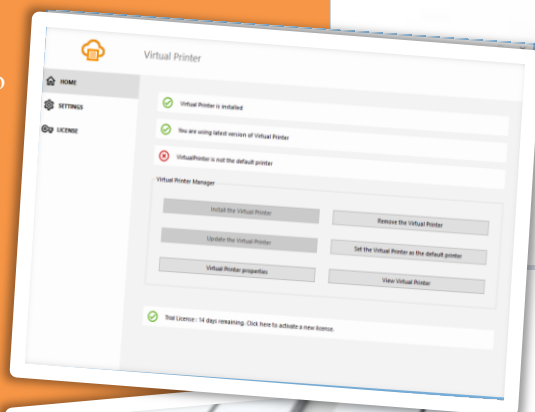 Virtual Printer
HOME
SETTINGS
LICENSE
Virtual Printer is installed
You are using latest version of Virtual Printer
VirtualPrinter is not the default printer
Virtual Printer Manager
Install the Virtual Printer
Remove the Virtual Printer
Update the Virtual Printer
Set the Virtual Printer as the default printer
Virtual Printer properties
View Virtual Printer
Trial License : 14 days remaining. Click here to activate a new license.